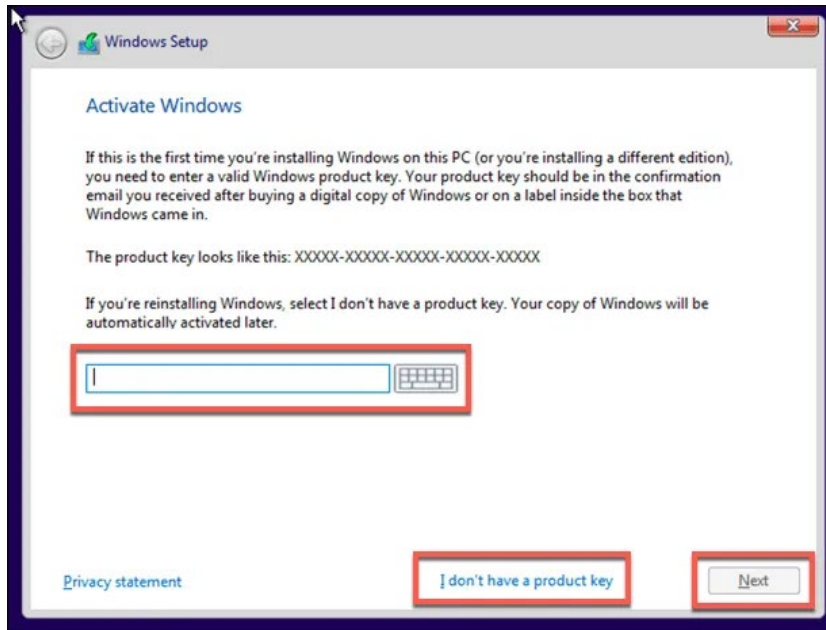 Windows Setup
Activate Windows
If this is the first time you're installing Windows on this PC (or you're installing a different edition),
you need to enter a valid Windows product key. Your product key should be in the confirmation
email you received after buying a digital copy of Windows or on a label inside the box that
Windows came in.
The product key looks like this: XXXXX-XXXXX-XXXXX-XXXXX-XXXXX
If you're reinstalling Windows, select I don't have a product key. Your copy of Windows will be
automatically activated later.
Privacy statement
I don't have a product key
Next